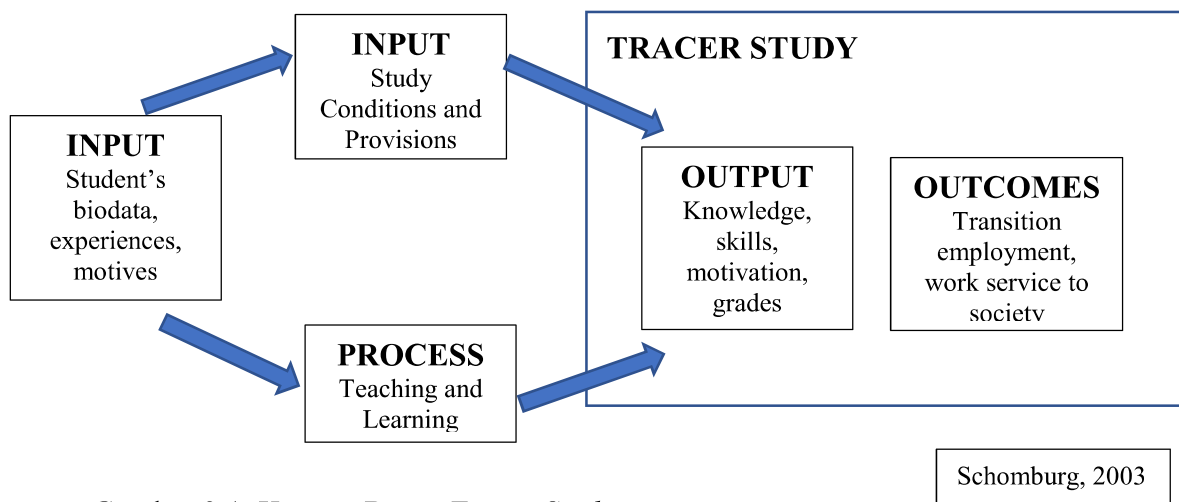 INPUT
Student’s
biodata,
experiences,
motives
INPUT
Study
Conditions and
Provisions
PROCESS
Teaching and
Learning
TRACER STUDY
OUTPUT
Knowledge,
skills,
motivation,
grades
OUTCOMES
Transition
employment,
work service to
society
Schomburg, 2003